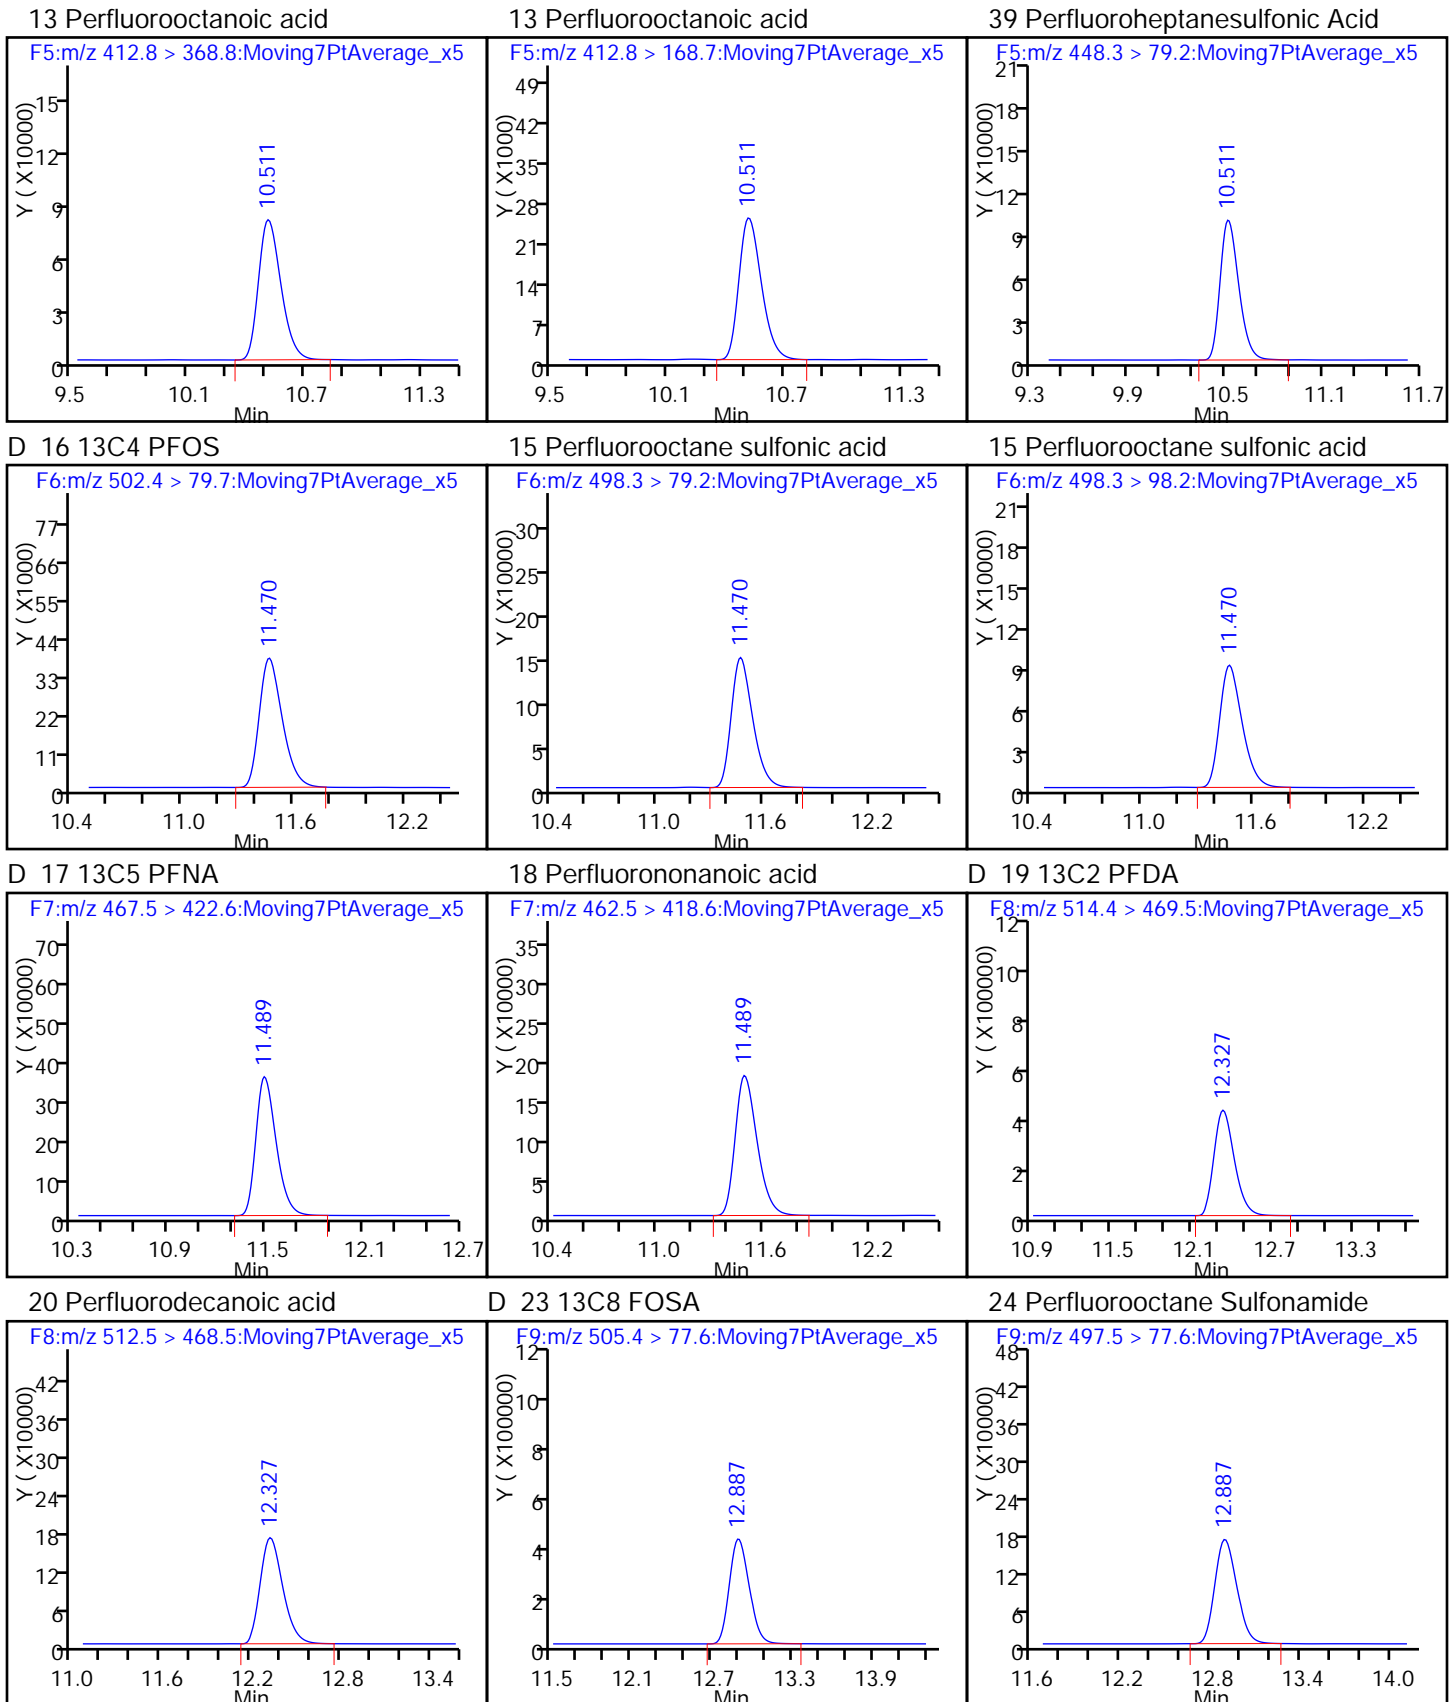 13 Perfluorooctanoic acid
F5:m/z 412.8 > 368.8:Moving7PtAverage_x5
Y ( X10000)
15
12
9
6
3
0
10.511
9.5 10.1 10.7 11.3
Min
13 Perfluorooctanoic acid
F5:m/z 412.8 > 168.7:Moving7PtAverage_x5
Y ( X1000)
49
42
35
28
21
14
7
0
10.511
9.5 10.1 10.7 11.3
Min
39 Perfluoroheptanesulfonic Acid
F5:m/z 448.3 > 79.2:Moving7PtAverage_x5
Y ( X10000)
21
18
15
12
9
6
3
0
10.511
9.3 9.9 10.5 11.1 11.7
Min
D 16 13C4 PFOS
F6:m/z 502.4 > 79.7:Moving7PtAverage_x5
Y ( X1000)
77
66
55
44
33
22
11
0
11.470
10.4 11.0 11.6 12.2
Min
15 Perfluorooctane sulfonic acid
F6:m/z 498.3 > 79.2:Moving7PtAverage_x5
Y ( X10000)
30
25
20
15
10
5
0
11.470
10.4 11.0 11.6 12.2
Min
15 Perfluorooctane sulfonic acid
F6:m/z 498.3 > 98.2:Moving7PtAverage_x5
Y ( X10000)
21
18
15
12
9
6
3
0
11.470
10.4 11.0 11.6 12.2
Min
D 17 13C5 PFNA
F7:m/z 467.5 > 422.6:Moving7PtAverage_x5
Y ( X10000)
70
60
50
40
30
20
10
0
11.489
10.3 10.9 11.5 12.1 12.7
Min
18 Perfluorononanoic acid
F7:m/z 462.5 > 418.6:Moving7PtAverage_x5
Y ( X10000)
35
30
25
20
15
10
5
0
11.489
10.4 11.0 11.6 12.2
Min
D 19 13C2 PFDA
F8:m/z 514.4 > 469.5:Moving7PtAverage_x5
Y ( X100000)
12
10
8
6
4
2
0
12.327
10.9 11.5 12.1 12.7 13.3
Min
20 Perfluorodecanoic acid
F8:m/z 512.5 > 468.5:Moving7PtAverage_x5
Y ( X10000)
42
36
30
24
18
12
6
0
12.327
11.0 11.6 12.2 12.8 13.4
Min
D 23 13C8 FOSA
F9:m/z 505.4 > 77.6:Moving7PtAverage_x5
Y ( X100000)
12
10
8
6
4
2
0
12.887
11.5 12.1 12.7 13.3 13.9
Min
24 Perfluorooctane Sulfonamide
F9:m/z 497.5 > 77.6:Moving7PtAverage_x5
Y ( X10000)
48
42
36
30
24
18
12
6
0
12.887
11.6 12.2 12.8 13.4 14.0
Min